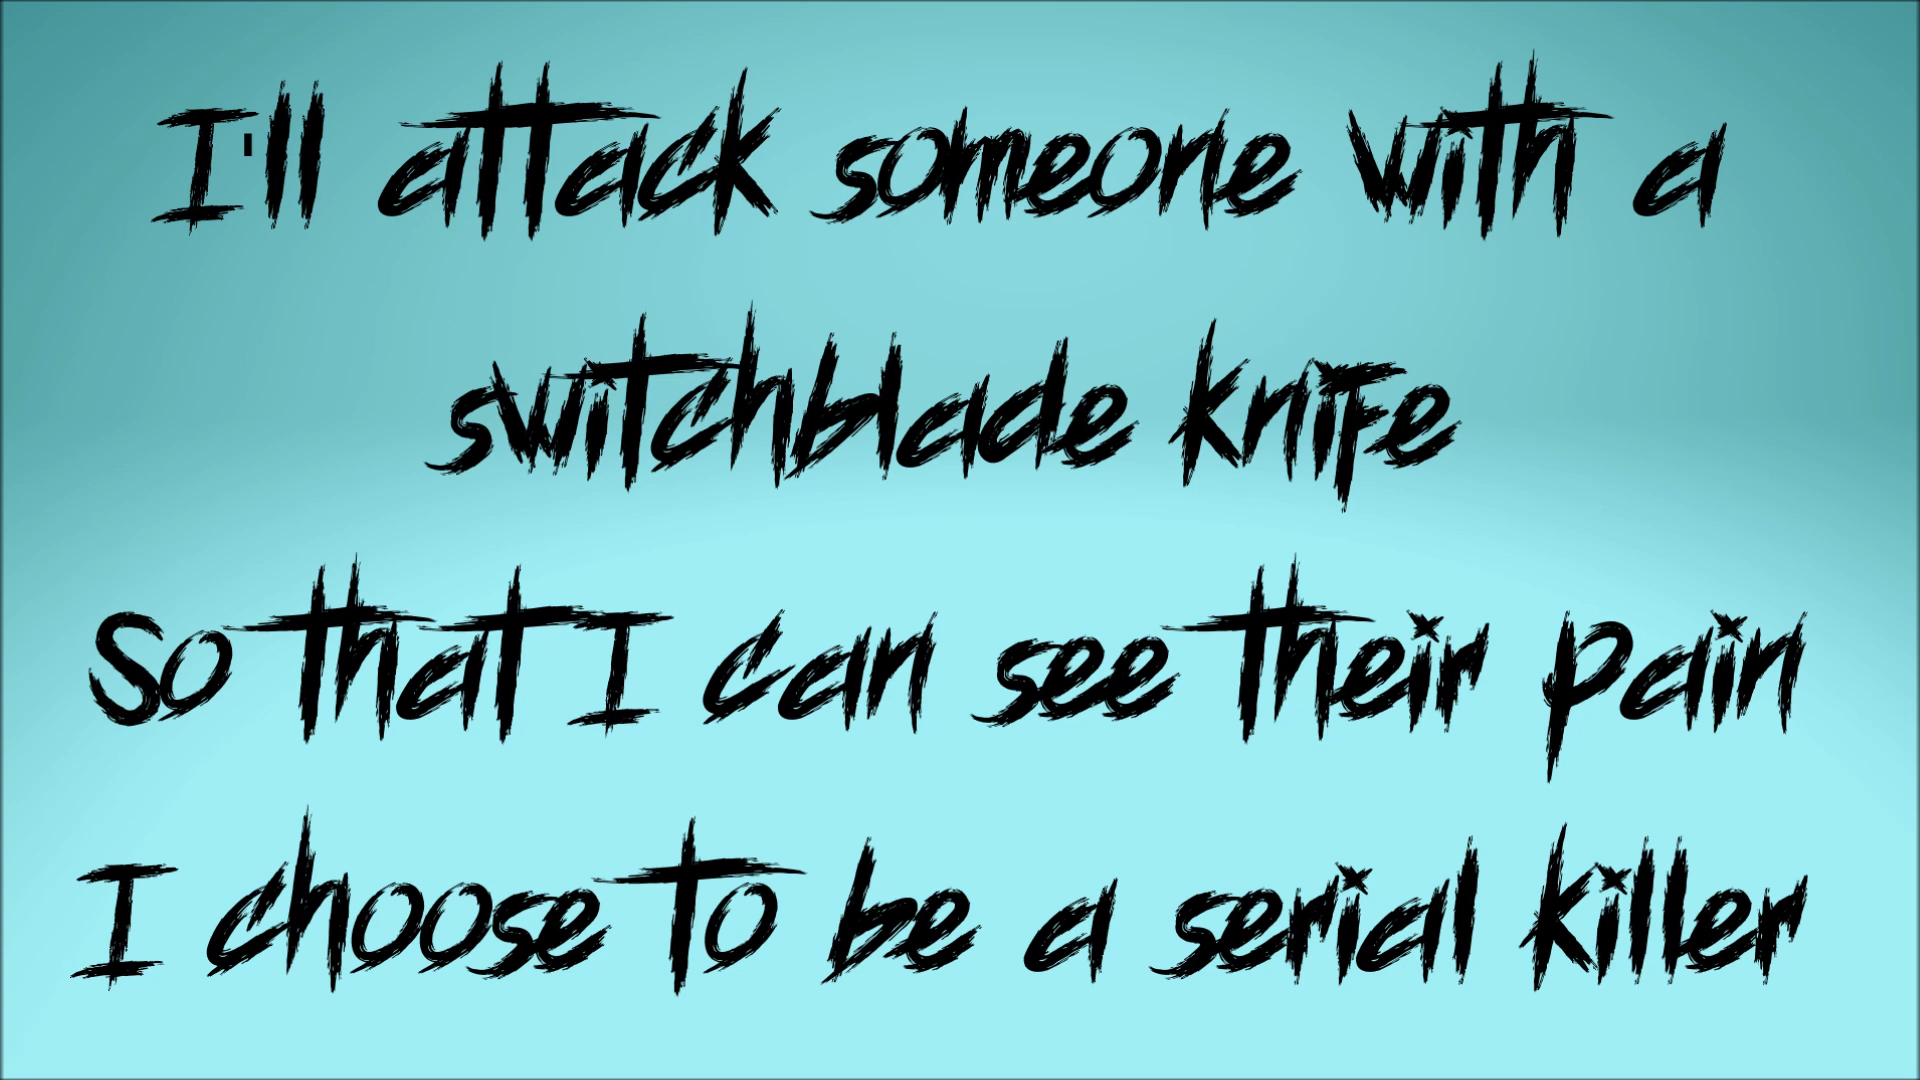 I'll attack someone with a
switchblade knife
So that I can see their pain
I choose to be a serial killer